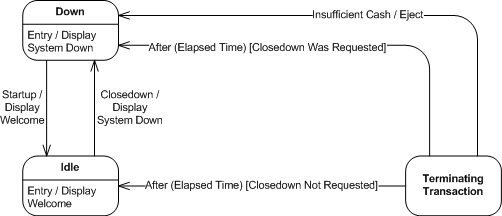 Down
Entry / Display
System Down
Insufficient Cash / Eject
After (Elapsed Time) [Closedown Was Requested]
Startup /
Display
Welcome
Closedown /
Display
System Down
Idle
Entry / Display
Welcome
After (Elapsed Time) [Closedown Not Requested]
Terminating
Transaction